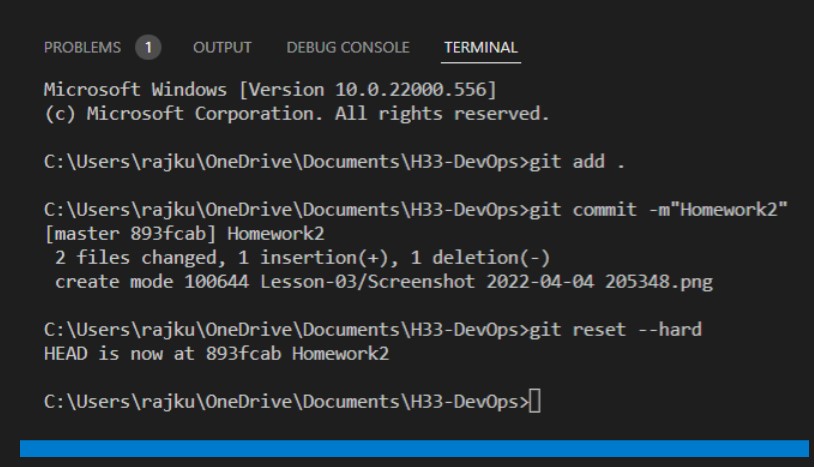 PROBLEMS 1 OUTPUT DEBUG CONSOLE TERMINAL
Microsoft Windows [Version 10.0.22000.556]
(c) Microsoft Corporation. All rights reserved.
C:\Users\rajku\OneDrive\Documents\H33-DevOps>git add .
C:\Users\rajku\OneDrive\Documents\H33-DevOps>git commit -m"Homework2"
[master 893fcab] Homework2
 2 files changed, 1 insertion(+), 1 deletion(-)
 create mode 100644 Lesson-03/Screenshot 2022-04-04 205348.png
C:\Users\rajku\OneDrive\Documents\H33-DevOps>git reset --hard
HEAD is now at 893fcab Homework2
C:\Users\rajku\OneDrive\Documents\H33-DevOps>